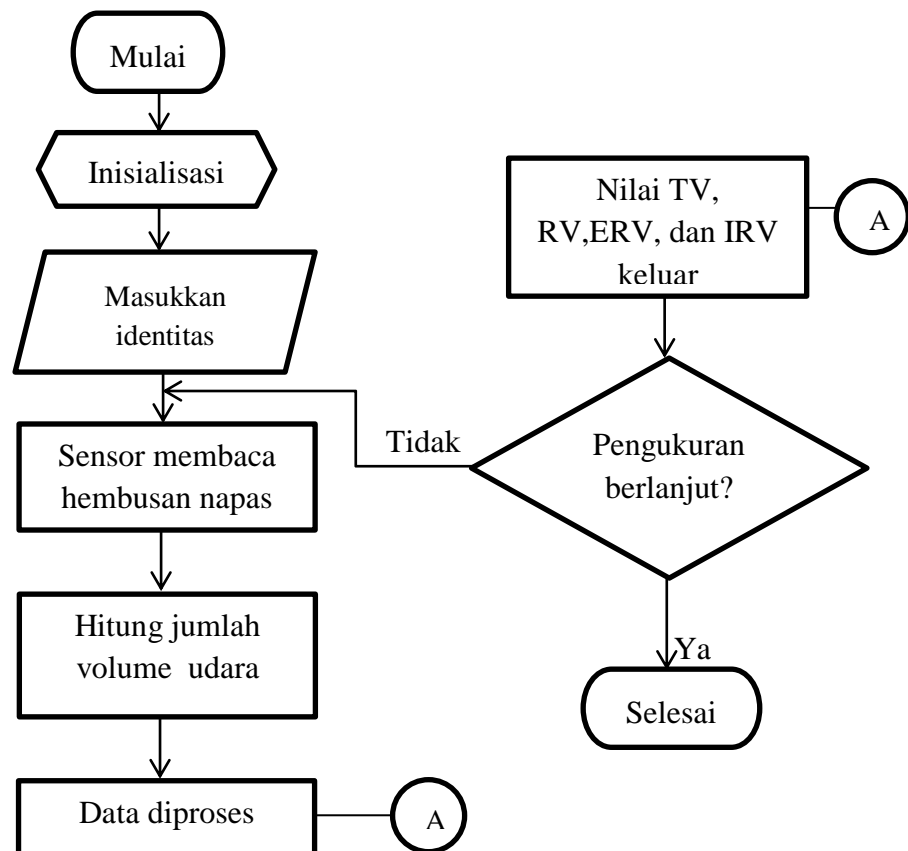 Mulai
Inisialisasi
Masukkan
identitas
Sensor membaca
hembusan napas
Hitung jumlah
volume udara
Data diproses
A
Nilai TV,
RV,ERV, dan IRV
keluar
A
Pengukuran
berlanjut?
Tidak
Ya
Selesai